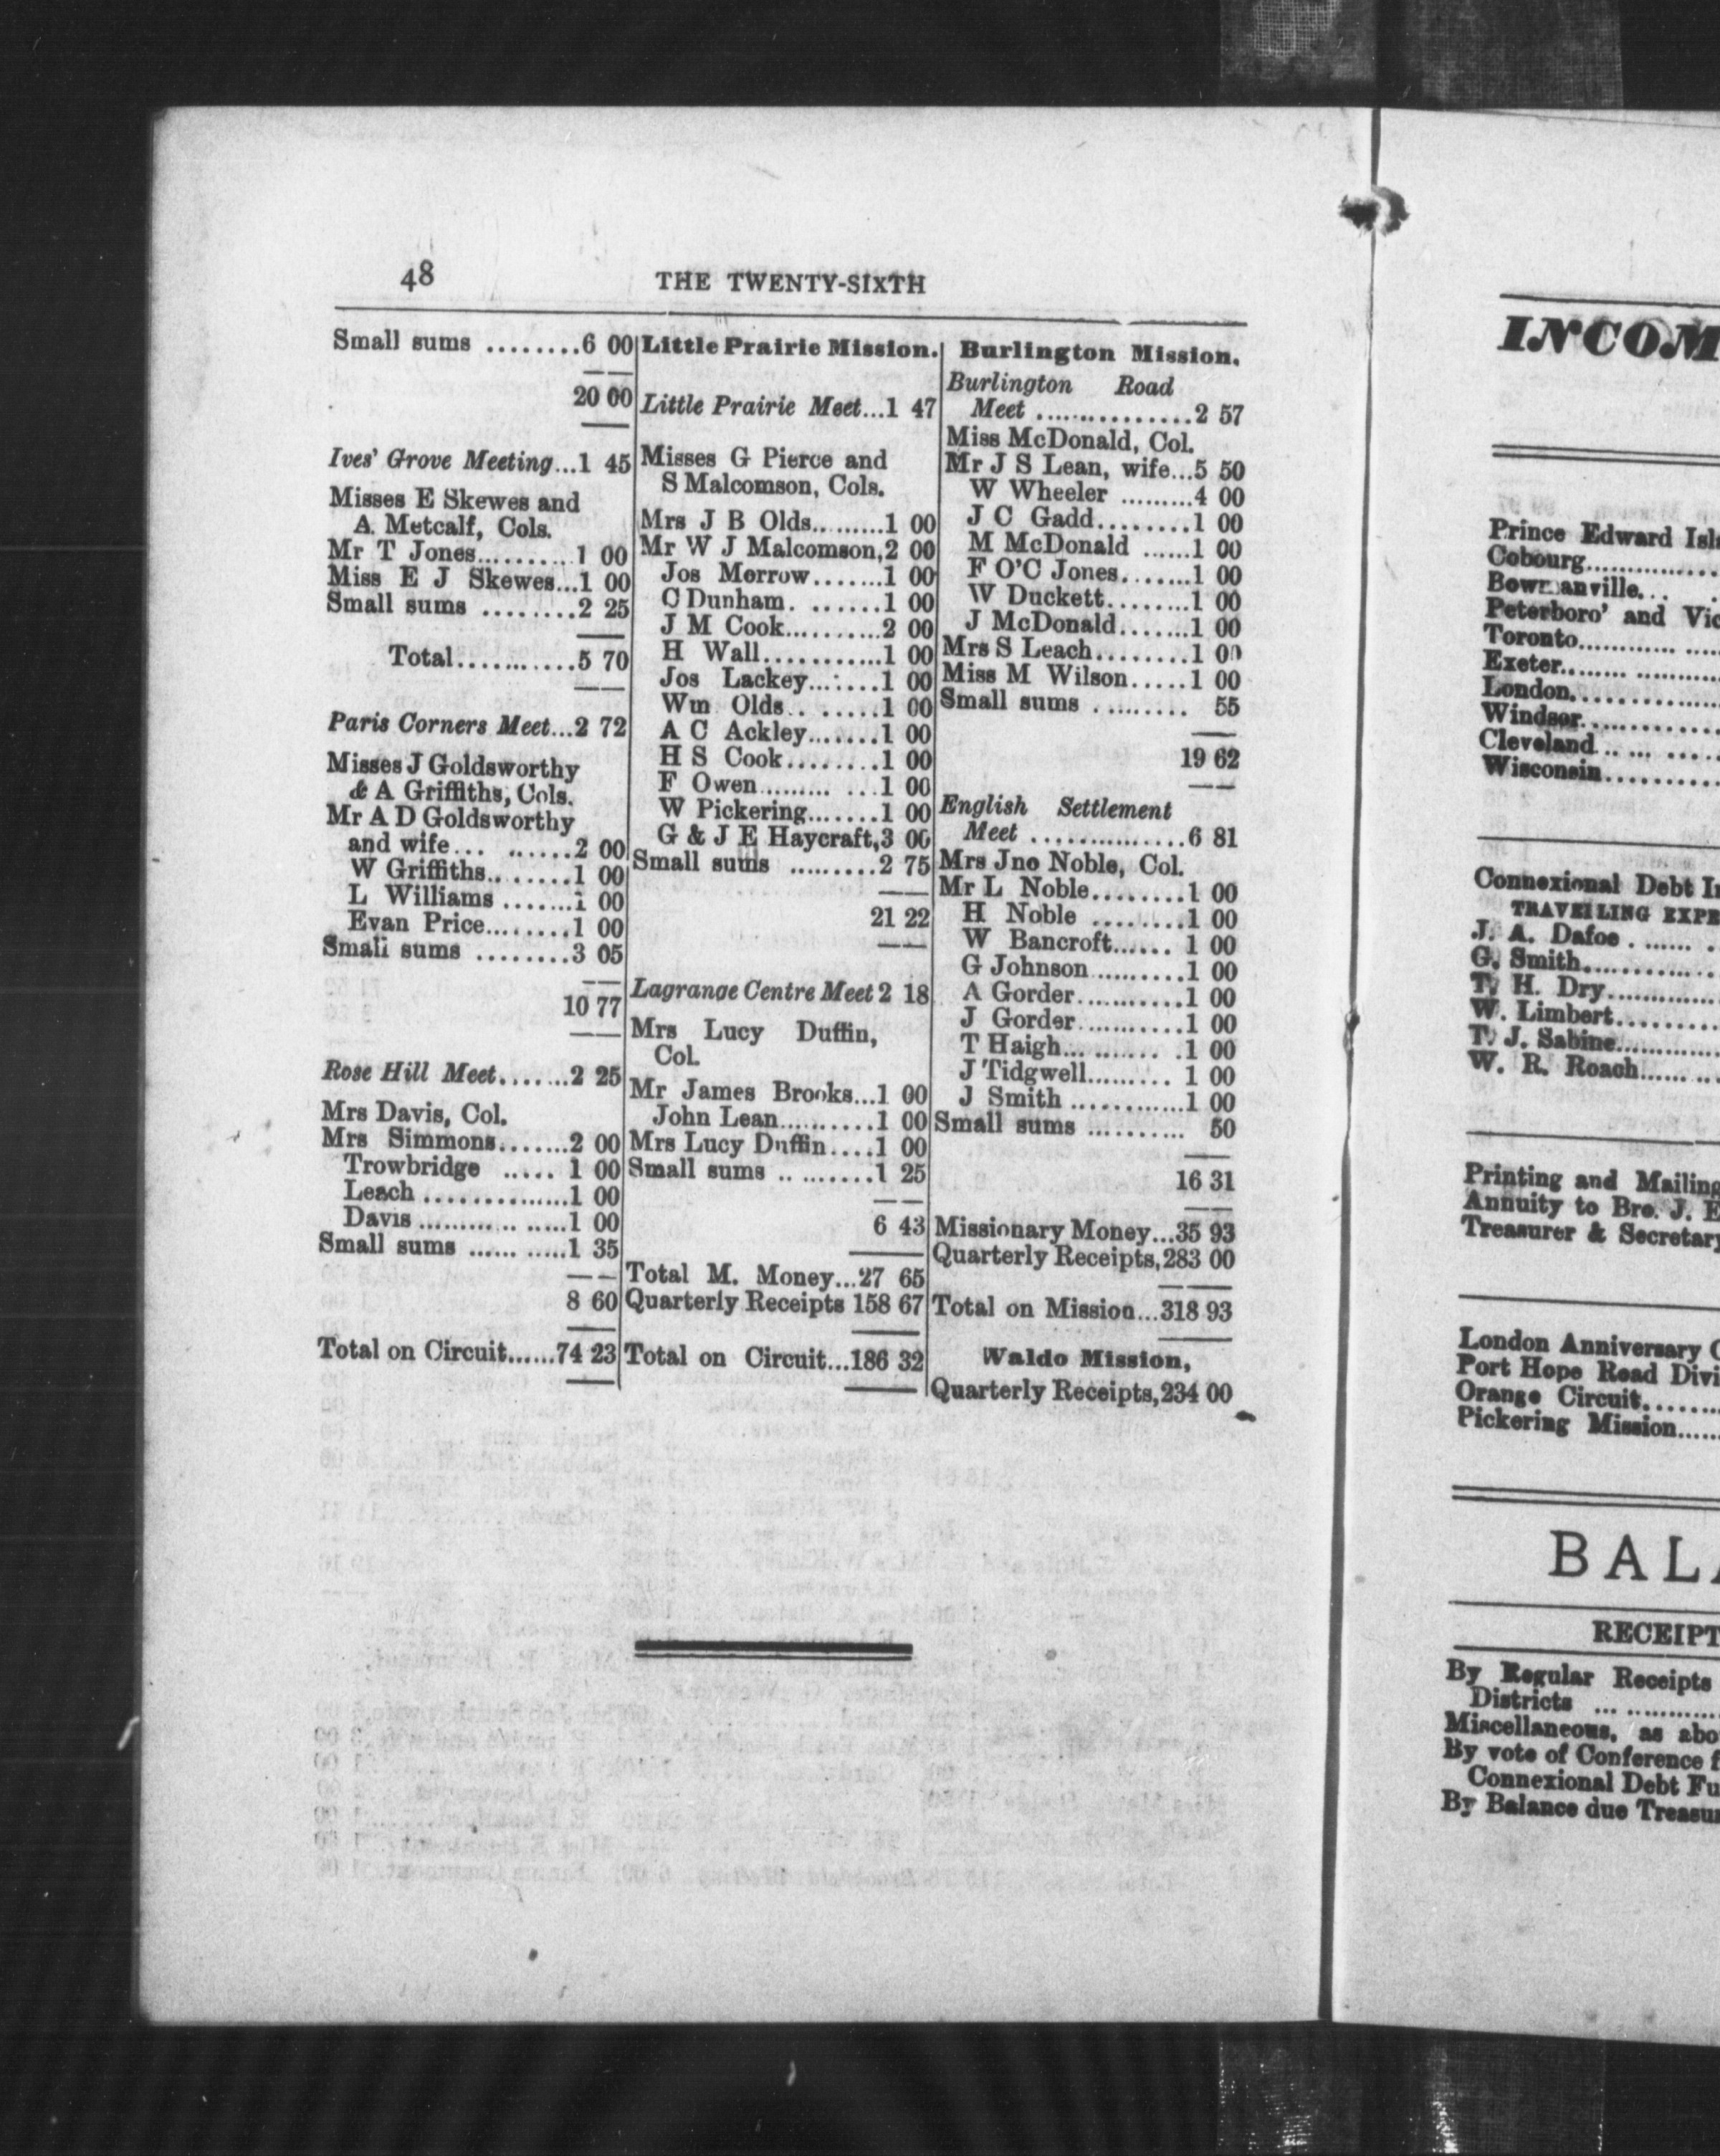 48 THE TWENTY-SIXTH
Small sums ........6 00
20 00
Ives' Grove Meeting...1 45
Misses E Skewes and
A. Metcalf, Cols.
Mr T Jones..........1 00
Miss E J Skewes...1 00
Small sums ........2 25
Total............5 70
Paris Corners Meet...2 72
Misses J Goldsworthy
& A Griffiths, Cols.
Mr A D Goldsworthy
and wife... ......2 00
W Griffiths........1 00
L Williams .......1 00
Evan Price........1 00
Small sums ........3 05
10 77
Rose Hill Meet.......2 25
Mrs Davis, Col.
Mrs Simmons.......2 00
Trowbridge ..... 1 00
Leach ..............1 00
Davis ...............1 00
Small sums ...........1 35
8 60
Total on Circuit......74 23
Little Prairie Mission.
Little Prairie Meet...1 47
Misses G Pierce and
S Malcomson, Cols.
Mrs J B Olds.........1 00
Mr W J Malcomson,2 00
Jos Merrow.......1 00
C Dunham. .......1 00
J M Cook..........2 00
H Wall...........1 00
Jos Lackey.......1 00
Wm Olds.. ......1 00
A C Ackley.......1 00
H S Cook........1 00
F Owen......... ...1 00
W Pickering.......1 00
G & J E Haycraft,3 00
Small sums .........2 75
21 22
Lagrange Centre Meet 2 18
Mrs Lucy Duffin,
Col.
Mr James Brooks...1 00
John Lean..........1 00
Mrs Lucy Duffin....1 00
Small sums .. .......1 25
6 43
Total M. Money...27 65
Quarterly Receipts 158 67
Total on Circuit...186 32
Burlington Mission.
Burlington Road
Meet ................2 57
Miss McDonald, Col.
Mr J S Lean, wife...5 50
W Wheeler .........4 00
J C Gadd........1 00
M McDonald ......1 00
F O'C Jones.......1 00
W Duckett.........1 00
J McDonald.......1 00
Mrs S Leach........1 00
Miss M Wilson.....1 00
Small sums ......... 55
19 62
English Settlement
Meet ..............6 81
Mrs Jno Noble, Col.
Mr L Noble........1 00
H Noble ........1 00
W Bancroft...... 1 00
G Johnson ..........1 00
A Gorder...........1 00
J Gorder...........1 00
T Haigh... ....... .1 00
J Tidgwell......... 1 00
J Smith ............1 00
Small sums .......... 50
16 31
Missionary Money...35 93
Quarterly Receipts,283 00
Total on Mission...318 93
Waldo Mission,
Quarterly Receipts,234 00
INCOM
Prince Edward Isl
Cobourg...............
Bowmanville...
Peterboro' and Vic
Toronto............ .....
Exeter......... ............
London..................
Windsor.................
Cleveland.. ... .....
Wisconsin...............
Connexional Debt I
TRAVELLING EXPE
J. A. Dafoe . ...... .
G. Smith...............
T. H. Dry...............
W. Limbert..........
T. J. Sabine............
W. R. Roach...... ...
Printing and Mailing
Annuity to Bro. J. E
Treasurer & Secretary
London Anniversary C
Port Hope Road Divi
Orange Circuit.......
Pickering Mission.....
BALA
RECEIPT
By Regular Receipts
Districts ... ............
Miscellaneous, as abo
By vote of Conference f
Connexional Debt Fu
By Balance due Treasu